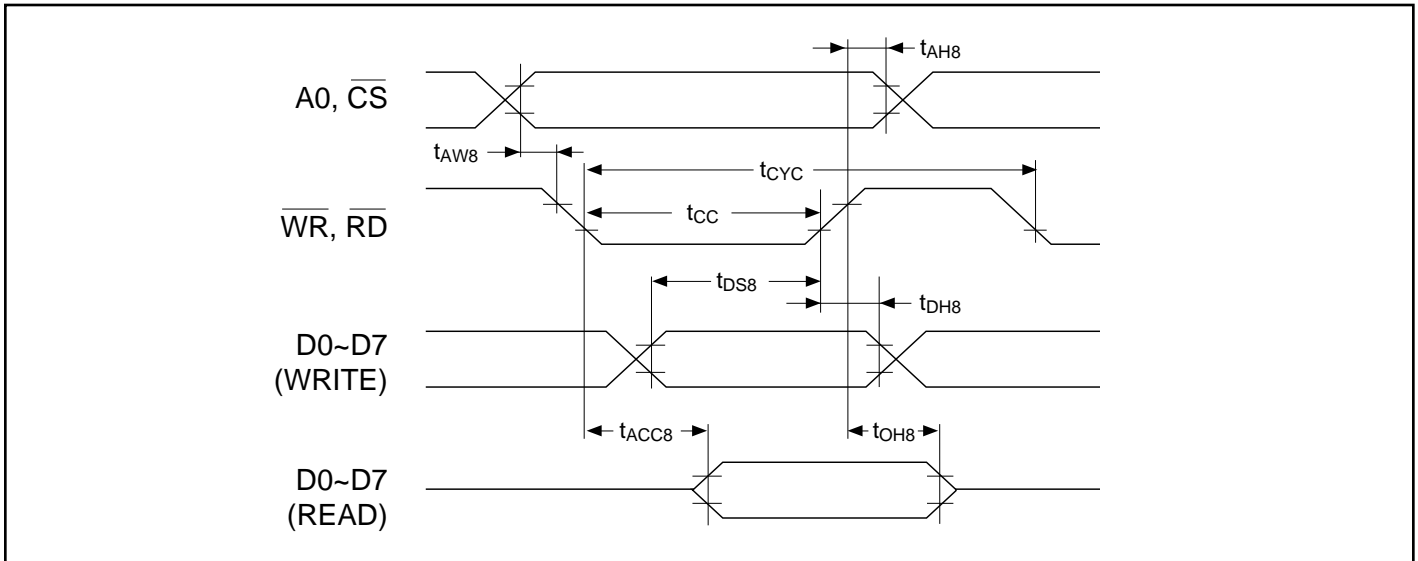 tAH8
A0, CS
tAW8
tCYC
WR, RD
tCC
tDS8
tDH8
D0~D7
(WRITE)
tACC8
tOH8
D0~D7
(READ)